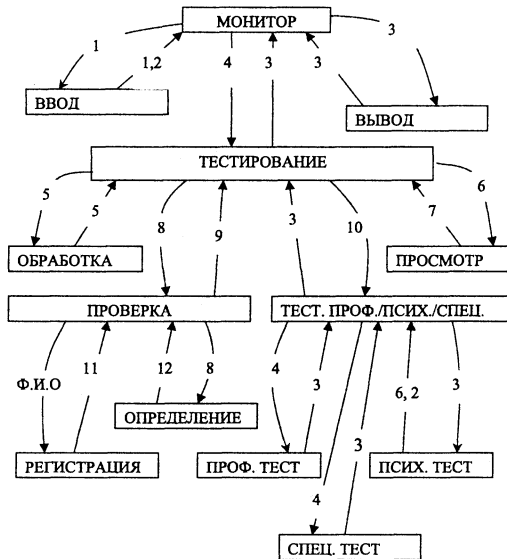 МОНИТОР
1
1,2
4
3
3
3
ВВОД
ВЫВОД
ТЕСТИРОВАНИЕ
5
5
8
9
3
10
7
6
ОБРАБОТКА
ПРОСМОТР
ПРОВЕРКА
ТЕСТ. ПРОФ./ПСИХ./СПЕЦ.
Ф.И.О
11
12
8
4
3
6, 2
3
ОПРЕДЕЛЕНИЕ
РЕГИСТРАЦИЯ
ПРОФ. ТЕСТ
3
ПСИХ. ТЕСТ
4
СПЕЦ. ТЕСТ